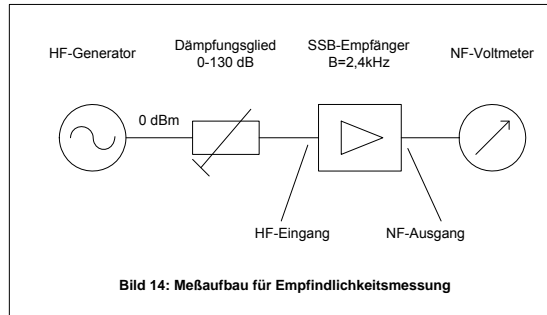 HF-Generator
Dämpfungsglied
0-130 dB
SSB-Empfänger
B=2,4kHz
NF-Voltmeter
0 dBm
HF-Eingang
NF-Ausgang
Bild 14: Meßaufbau für Empfindlichkeitsmessung